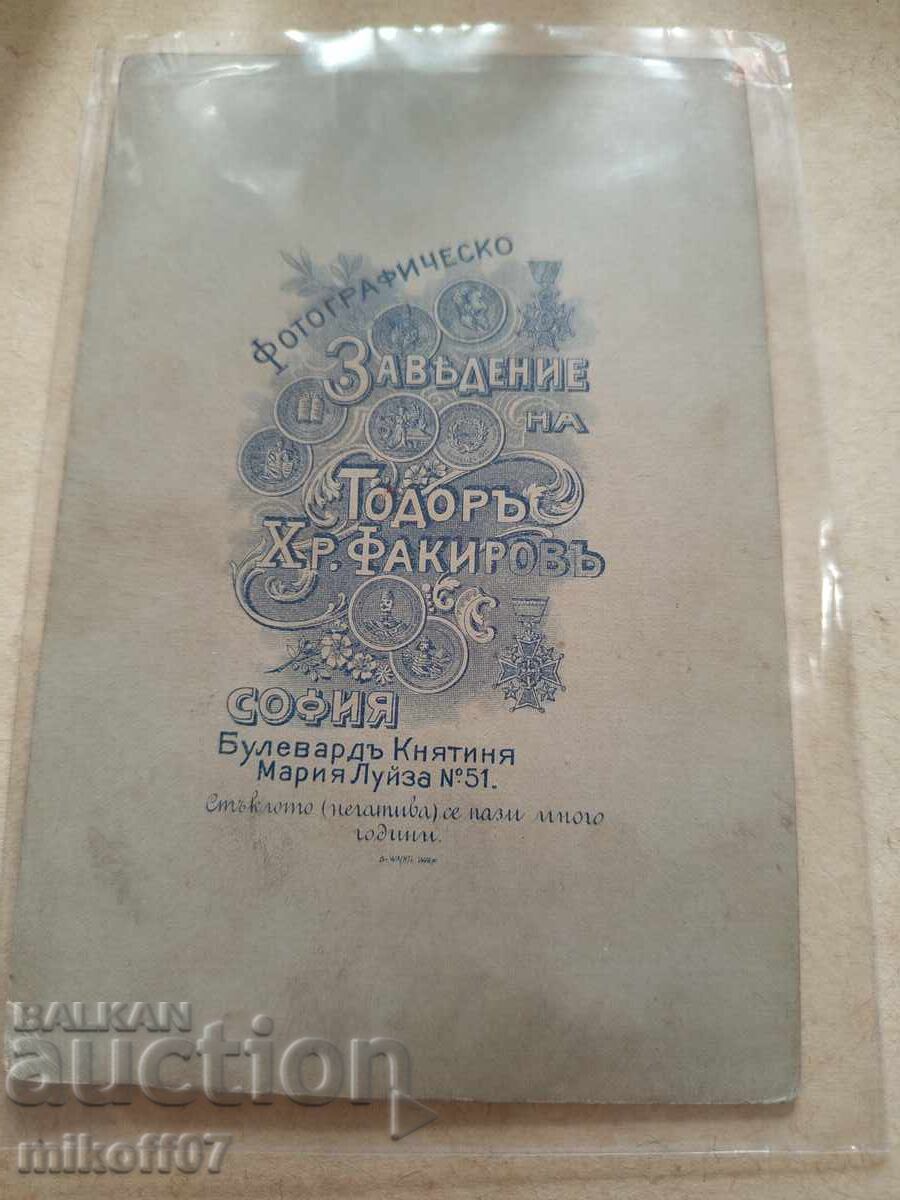 Фотографическо
Заведение
на
Тодоръ
Хр. Факировъ
София
Булевардъ Княтиня
Мария Луйза №51.
Стъклото (негатива) се пази много
години.
BALKAN
auction
mikoff07